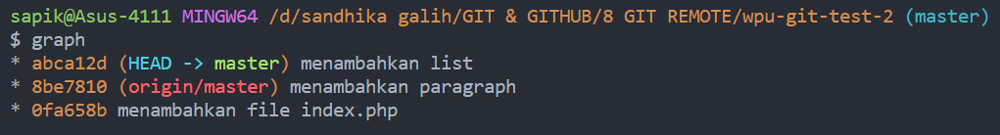 sapik@Asus-4111 MINGW64 /d/sandhika galih/GIT & GITHUB/8 GIT REMOTE/wpu-git-test-2 (master)
$ graph
* abca12d (HEAD -> master) menambahkan list
* 8be7810 (origin/master) menambahkan paragraph
* 0fa658b menambahkan file index.php